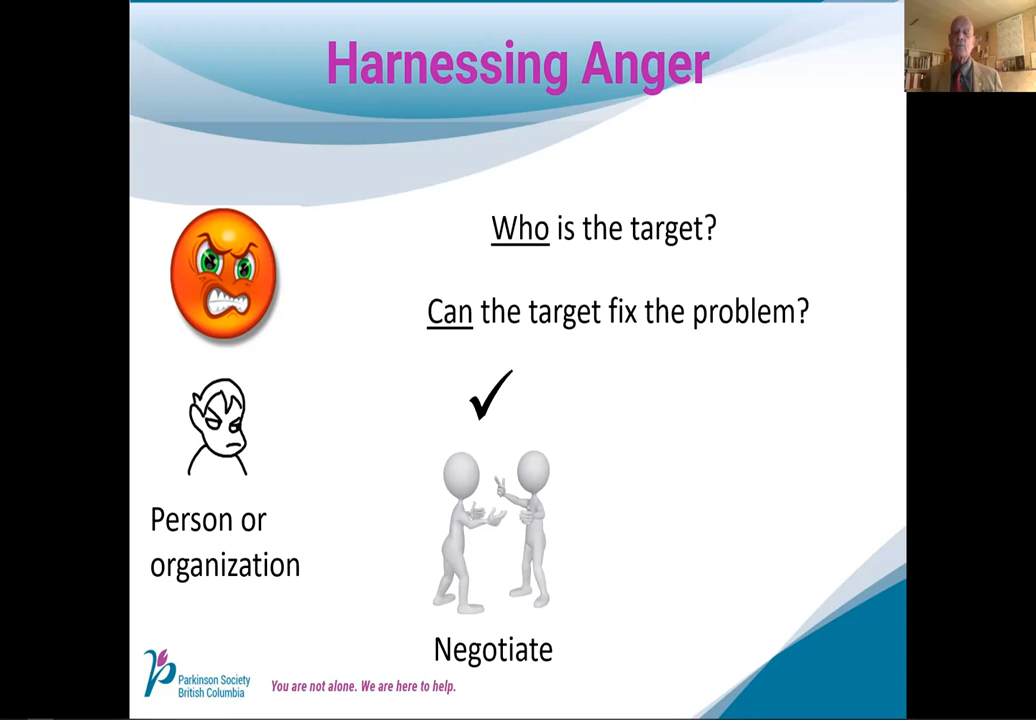 Harnessing Anger
Who is the target?
Can the target fix the problem?
Person or
organization
Negotiate
Parkinson Society
British Columbia
You are not alone. We are here to help.